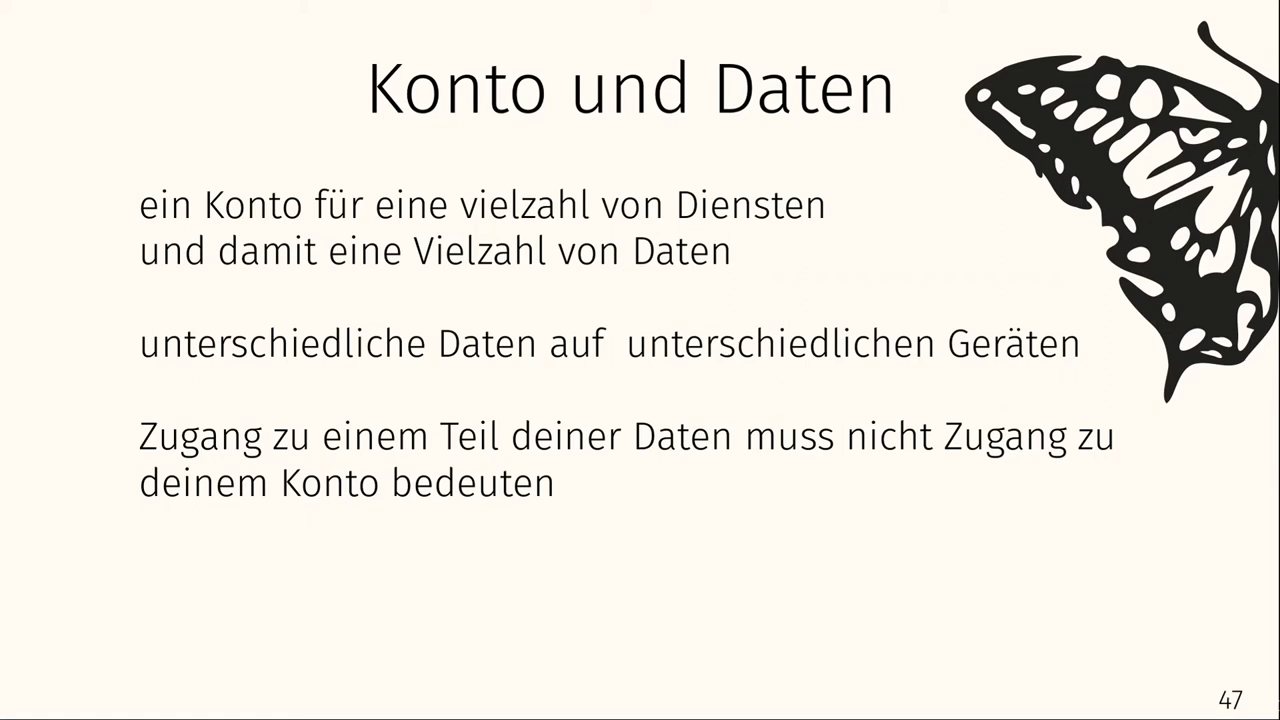 Konto und Daten
ein Konto für eine vielzahl von Diensten
und damit eine Vielzahl von Daten
unterschiedliche Daten auf  unterschiedlichen Geräten
Zugang zu einem Teil deiner Daten muss nicht Zugang zu
deinem Konto bedeuten
47